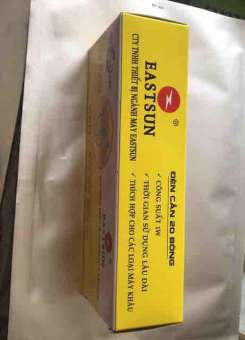 EASTSUN
®
CTY TNHH THIẾT BỊ NGÀNH MAY EASTSUN
ĐÈN CẦN 20 BÓNG
✓ CÔNG SUẤT 1W
✓ THỜI GIAN SỬ DỤNG LÂU DÀI
✓ THÍCH HỢP CHO CÁC LOẠI MÁY KHÂU
EASTSUN